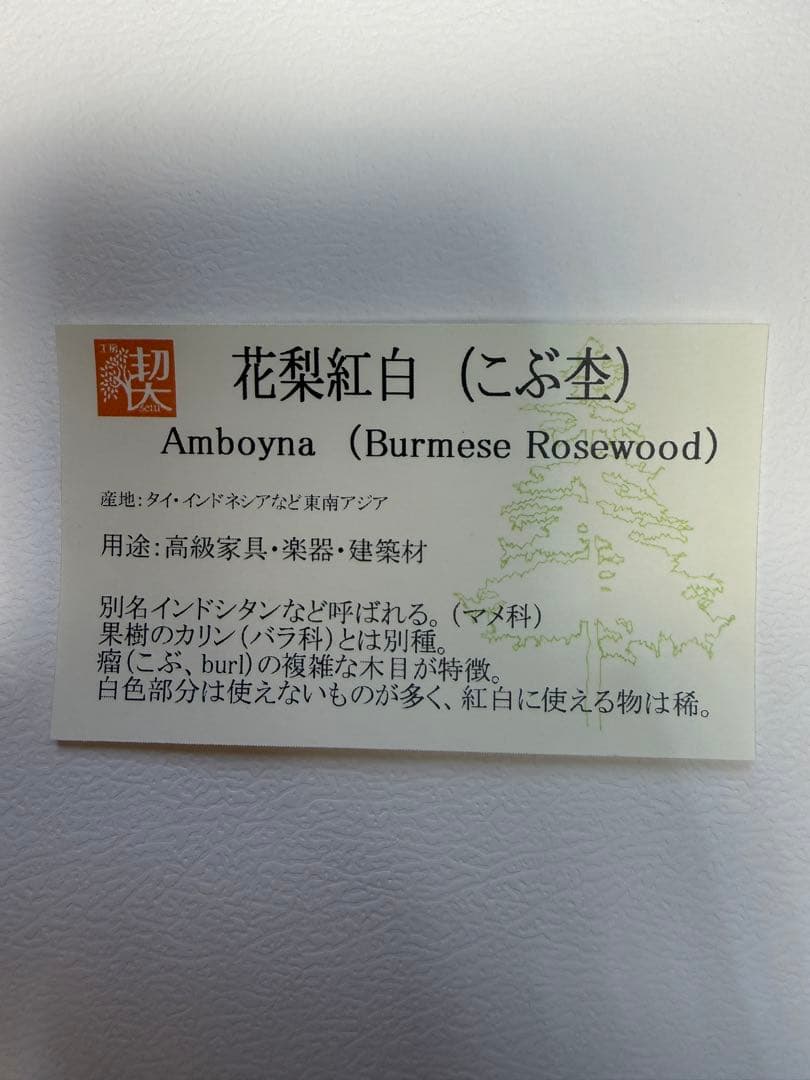 工房
契
seiu
花梨紅白 (こぶ杢)
Amboyna (Burmese Rosewood)
産地:タイ・インドネシアなど東南アジア
用途:高級家具・楽器・建築材
別名インドシタンなど呼ばれる。(マメ科)
果樹のカリン(バラ科)とは別種。
瘤(こぶ、burl)の複雑な木目が特徴。
白色部分は使えないものが多く、紅白に使える物は稀。